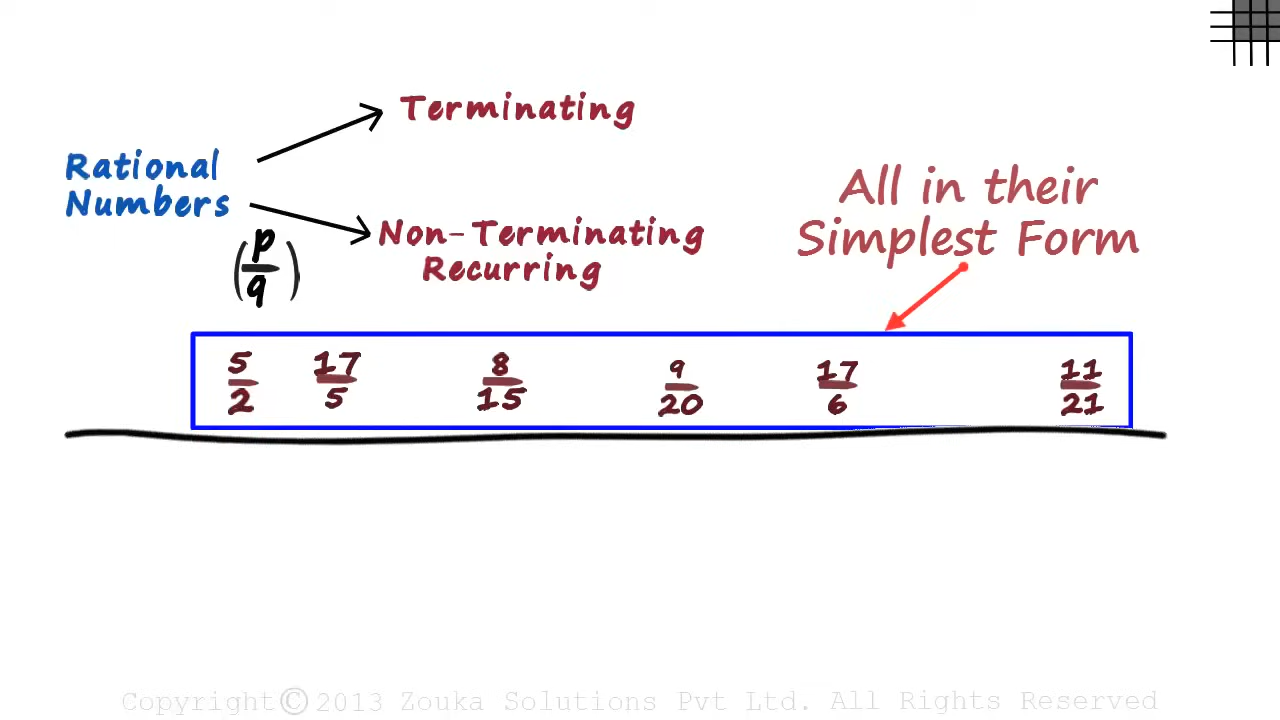 Terminating
Rational
Numbers
(p/q)
Non-Terminating
Recurring
All in their
Simplest Form
5/2 17/5 8/15 9/20 17/6 11/21
Copyright© 2013 Zouka Solutions Pvt Ltd. All Rights Reserved